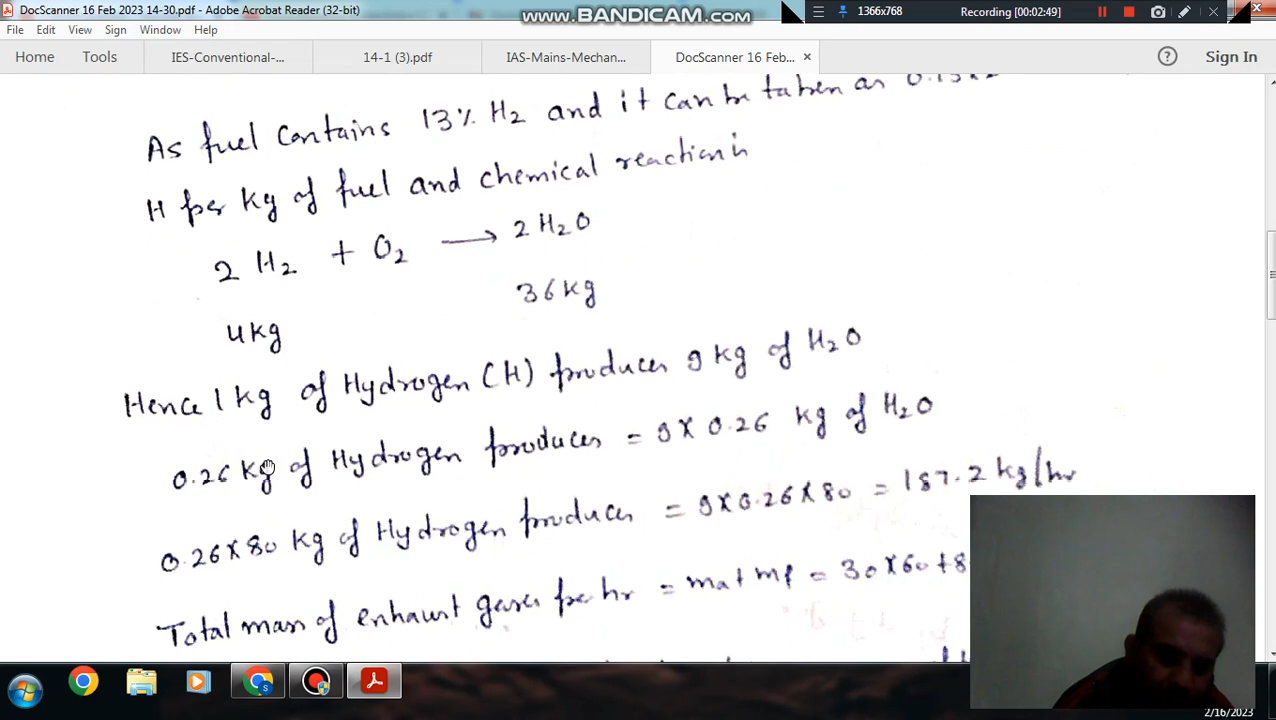 DocScanner 16 Feb 2023 14-30.pdf - Adobe Acrobat Reader (32-bit)
www.BANDICAM.com
1366x768
Recording [00:02:49]
File Edit View Sign Window Help
Home Tools IES-Conventional-... 14-1 (3).pdf IAS-Mains-Mechan... DocScanner 16 Feb... × ? Sign In
As fuel contains 13% H2 and it can be taken as
H per kg of fuel and chemical reaction is
2 H2 + O2 → 2 H2O
4 kg 36 kg
Hence 1 kg of Hydrogen (H) produces 9 kg of H2O
0.26 kg of Hydrogen produces = 9 X 0.26 kg of H2O
0.26 X 80 kg of Hydrogen produces = 9 X 0.26 X 80 = 187.2 kg/hr
Total mass of exhaust gases per hr = ma + mf = 30 X 60 + 8
2/16/2023